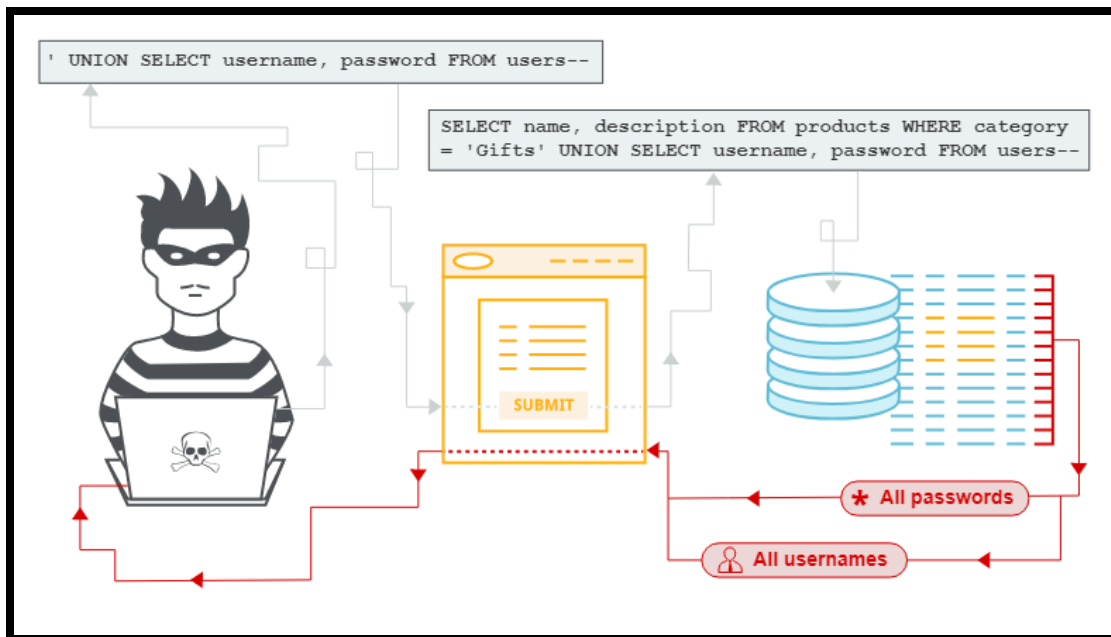 ' UNION SELECT username, password FROM users--
SELECT name, description FROM products WHERE category
= 'Gifts' UNION SELECT username, password FROM users--
SUBMIT
* All passwords
All usernames